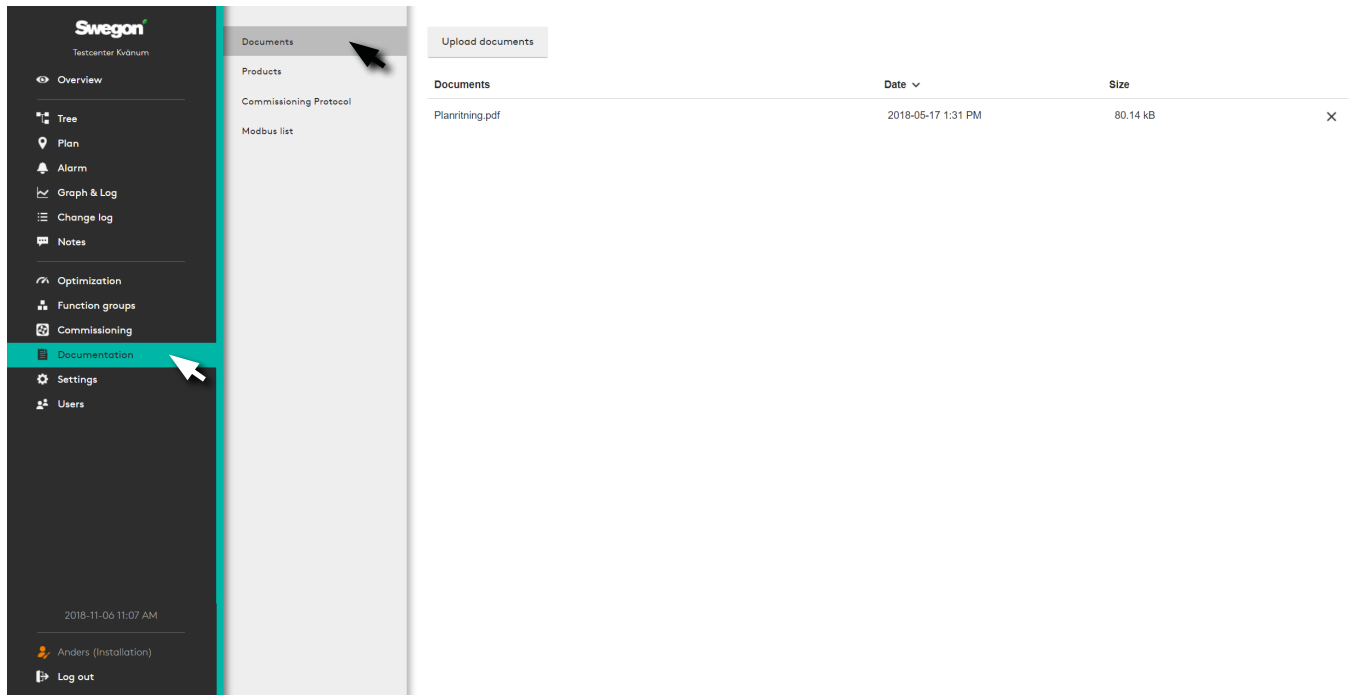 Swegon
Testcenter Kvänum
Overview
Tree
Plan
Alarm
Graph & Log
Change log
Notes
Optimization
Function groups
Commissioning
Documentation
Settings
Users
2018-11-06 11:07 AM
Anders (Installation)
Log out
Documents
Products
Commissioning Protocol
Modbus list
Upload documents
Documents Date Size
Planritning.pdf 2018-05-17 1:31 PM 80.14 kB